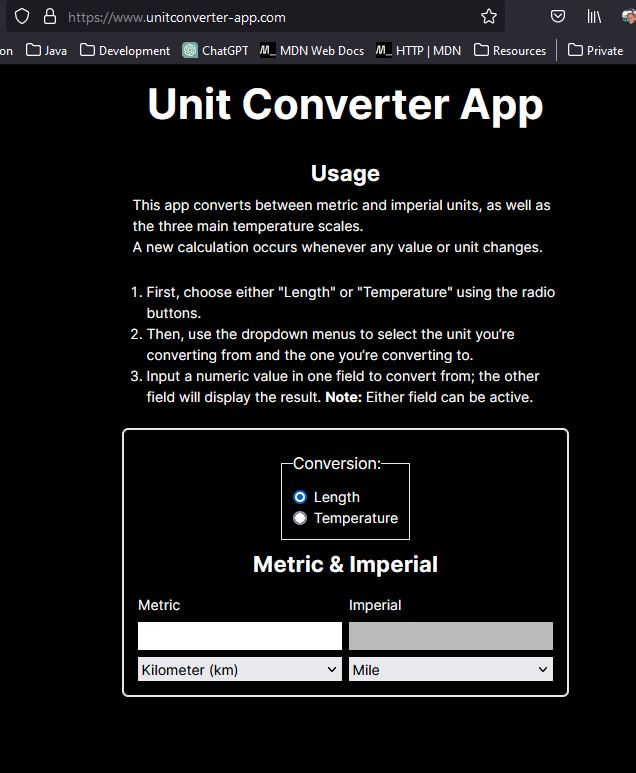 https://www.unitconverter-app.com
on Java Development ChatGPT MDN Web Docs HTTP | MDN Resources Private
Unit Converter App
Usage
This app converts between metric and imperial units, as well as
the three main temperature scales.
A new calculation occurs whenever any value or unit changes.
1. First, choose either "Length" or "Temperature" using the radio
buttons.
2. Then, use the dropdown menus to select the unit you’re
converting from and the one you’re converting to.
3. Input a numeric value in one field to convert from; the other
field will display the result. Note: Either field can be active.
Conversion:
Length
Temperature
Metric & Imperial
Metric Imperial
Kilometer (km) Mile